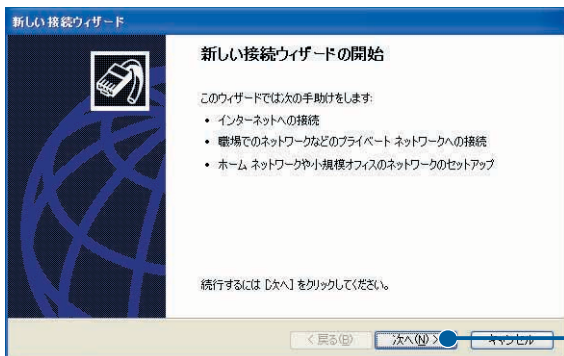 新しい接続ウィザード
新しい接続ウィザードの開始
このウィザードでは次の手助けをします:
• インターネットへの接続
• 職場でのネットワークなどのプライベート ネットワークへの接続
• ホーム ネットワークや小規模オフィスのネットワークのセットアップ
続行するには [次へ] をクリックしてください。
< 戻る(B) 次へ(N) > キャンセル